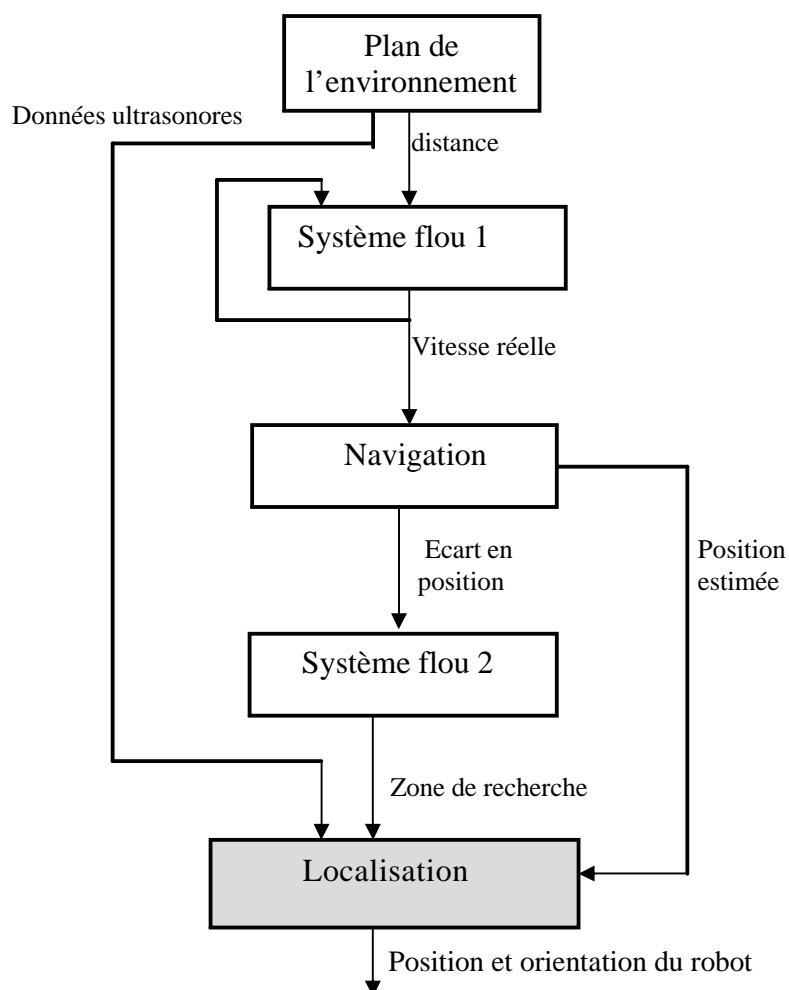 Plan de
l’environnement
Données ultrasonores
distance
Système flou 1
Vitesse réelle
Navigation
Ecart en
position
Position
estimée
Système flou 2
Zone de recherche
Localisation
Position et orientation du robot